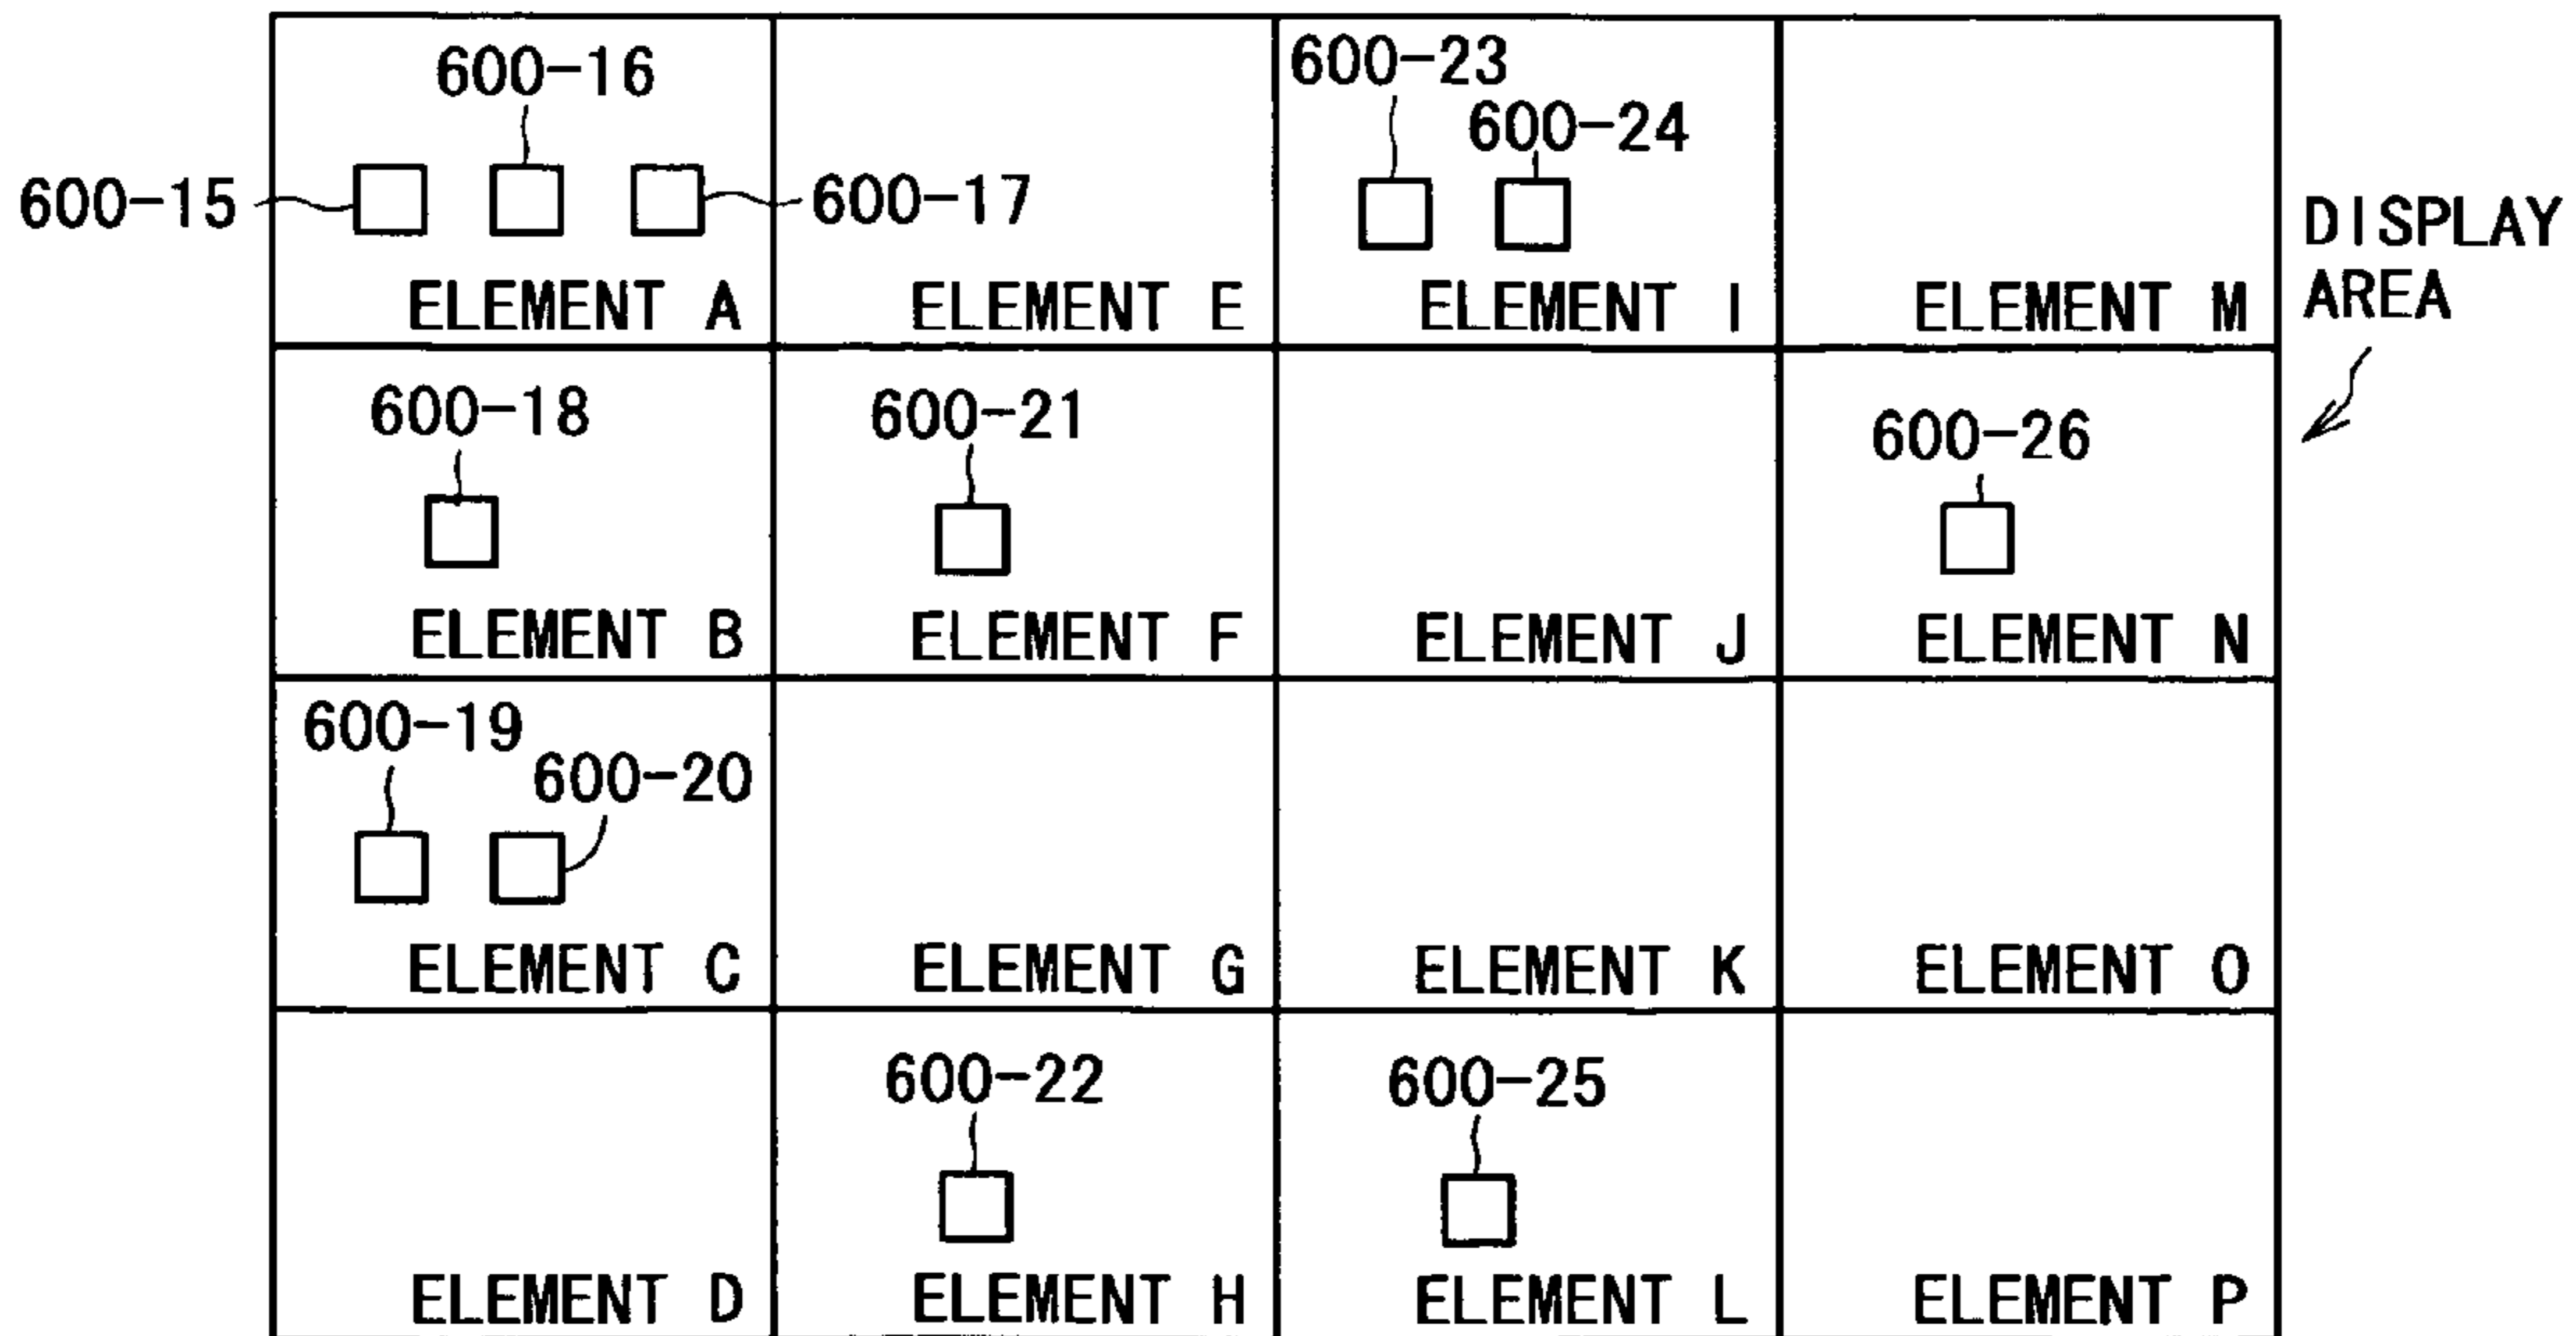 600-16
600-23
600-24
600-15
600-17
DISPLAY
AREA
ELEMENT A
ELEMENT E
ELEMENT I
ELEMENT M
600-18
600-21
600-26
ELEMENT B
ELEMENT F
ELEMENT J
ELEMENT N
600-19
600-20
ELEMENT C
ELEMENT G
ELEMENT K
ELEMENT O
600-22
600-25
ELEMENT D
ELEMENT H
ELEMENT L
ELEMENT P